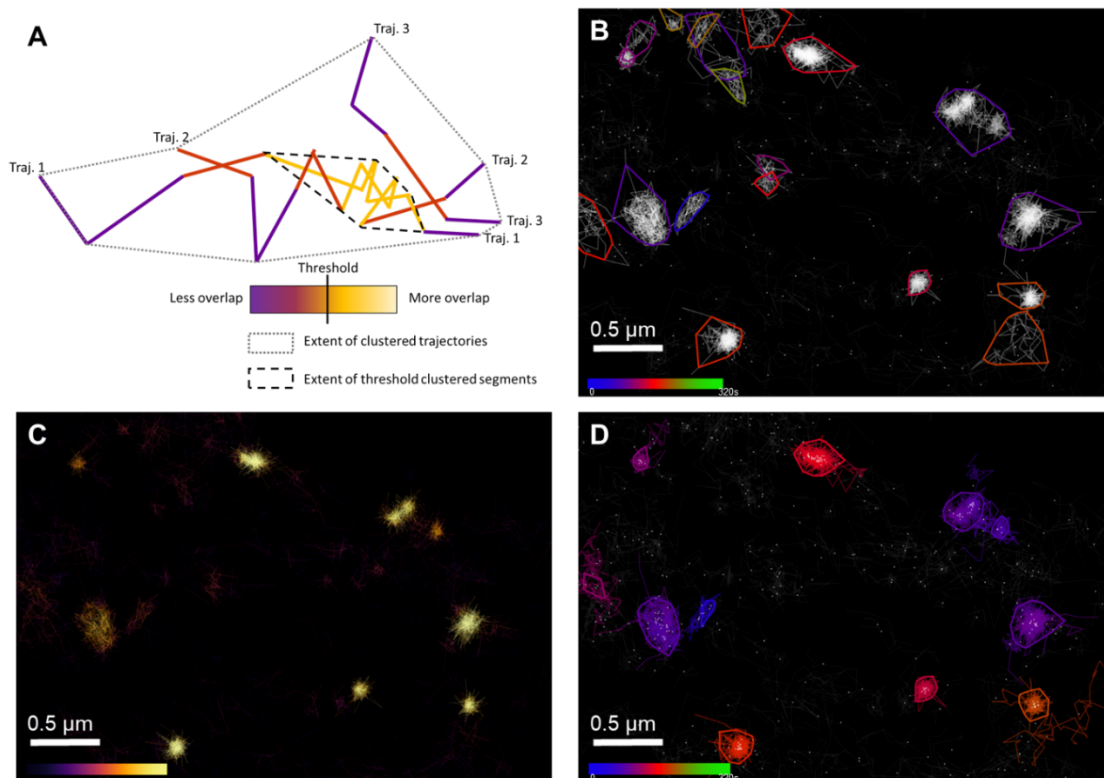 A
Traj. 3
Traj. 2
Traj. 1
Traj. 2
Traj. 3
Traj. 1
Threshold
Less overlap
More overlap
Extent of clustered trajectories
Extent of threshold clustered segments
B
0.5 µm
0
320s
C
0.5 µm
D
0.5 µm
0